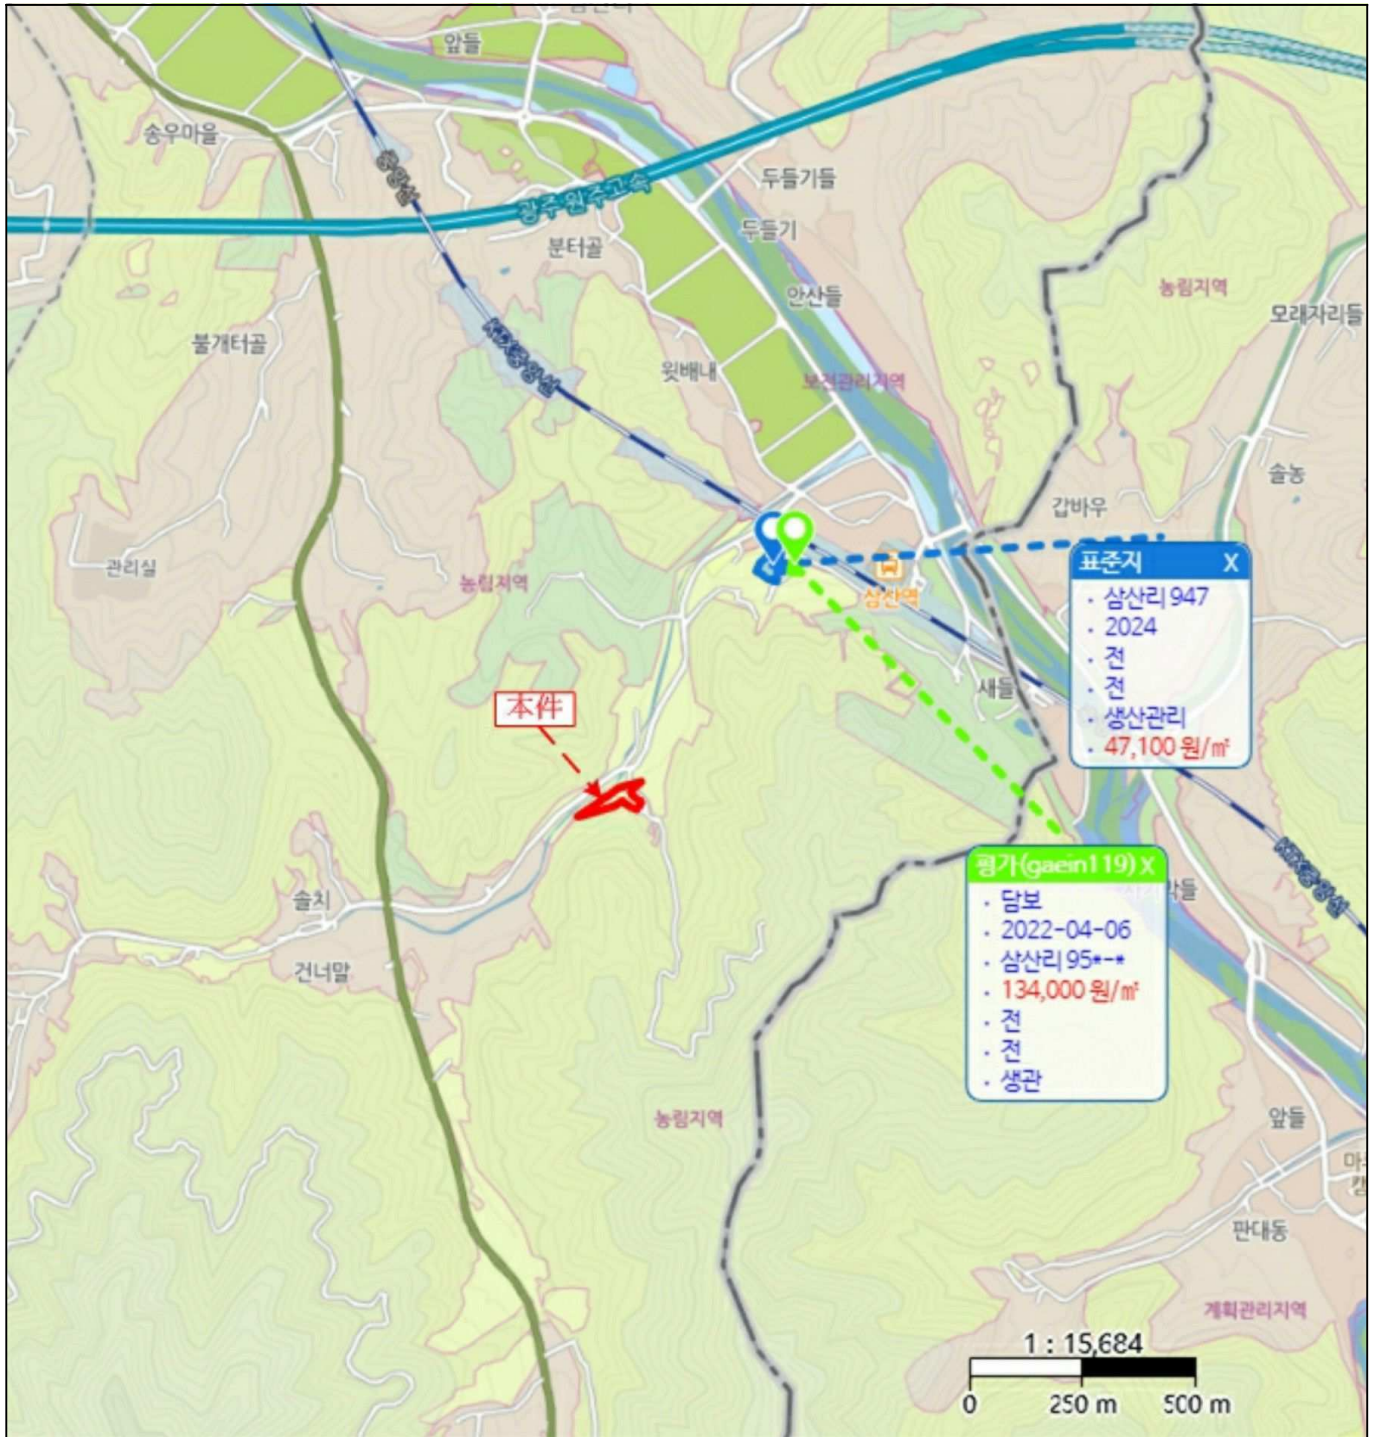 앞들
송우마을
광주원주고속
두들기들
두들기
분터골
안산들
농림지역
모래자리들
불개터골
윗배내
보전관리지역
솔농
갑바우
관리실
농림지역
삼산역
표준지 X
· 삼산리 947
· 2024
· 전
· 전
· 생산관리
· 47,100 원/㎡
새들
本件
평가(gaein119) X
· 담보
· 2022-04-06
· 삼산리 95*-*
· 134,000 원/㎡
· 전
· 전
· 생관
솔치
건너말
농림지역
앞들
판대동
계획관리지역
1 : 15,684
0 250 m 500 m